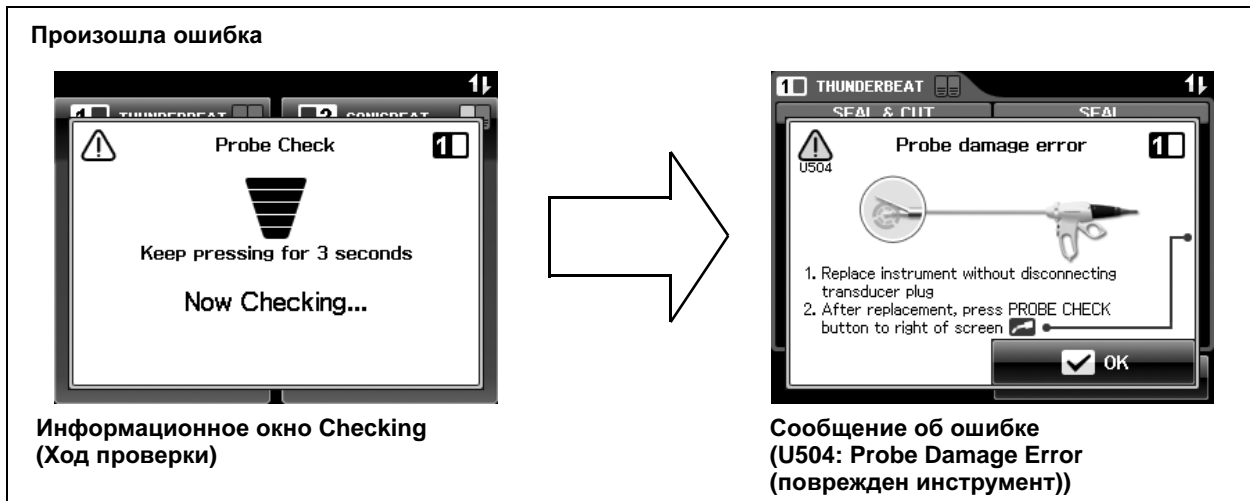 Произошла ошибка
1 THUNDERBEAT 2 SONICBEAT
Probe Check 1
Keep pressing for 3 seconds
Now Checking...
Информационное окно Checking
(Ход проверки)
1 THUNDERBEAT
SEAL & CUT SEAL
Probe damage error 1
U504
1. Replace instrument without disconnecting
transducer plug
2. After replacement, press PROBE CHECK
button to right of screen
OK
Сообщение об ошибке
(U504: Probe Damage Error
(поврежден инструмент))